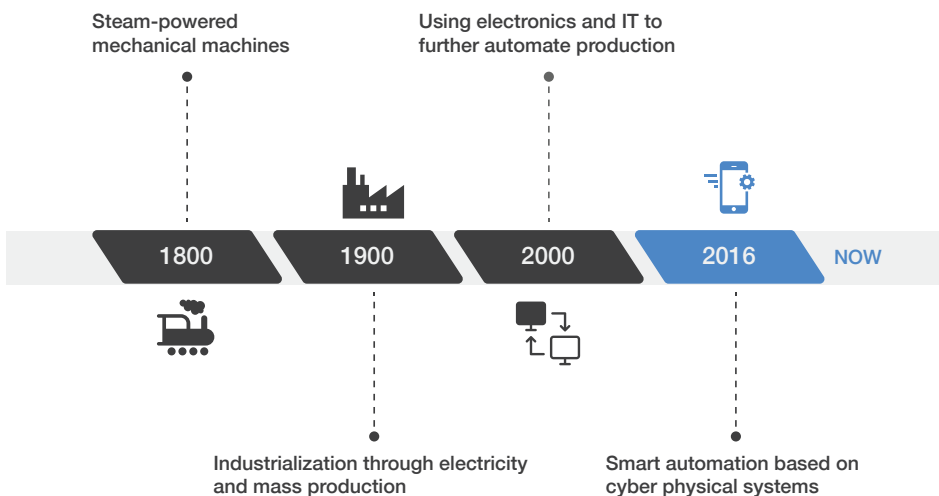 Steam-powered
mechanical machines
Using electronics and IT to
further automate production
1800
1900
2000
2016
NOW
Industrialization through electricity
and mass production
Smart automation based on
cyber physical systems